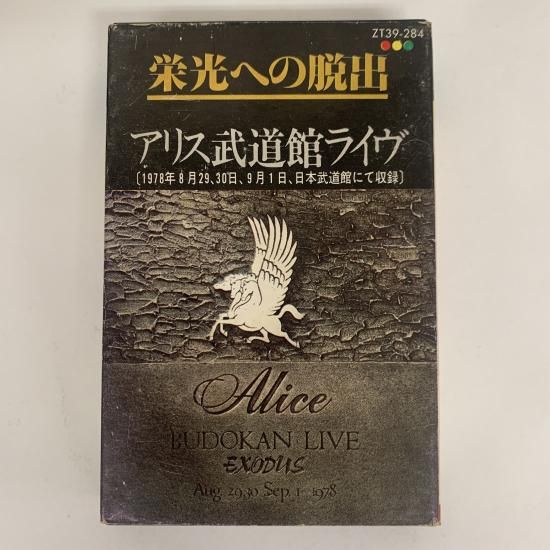 ZT39-284
栄光への脱出
アリス武道館ライヴ
〔1978年8月29、30日、9月1日、日本武道館にて収録〕
Alice
BUDOKAN LIVE
EXODUS
Aug. 29.30 Sep. 1 1978